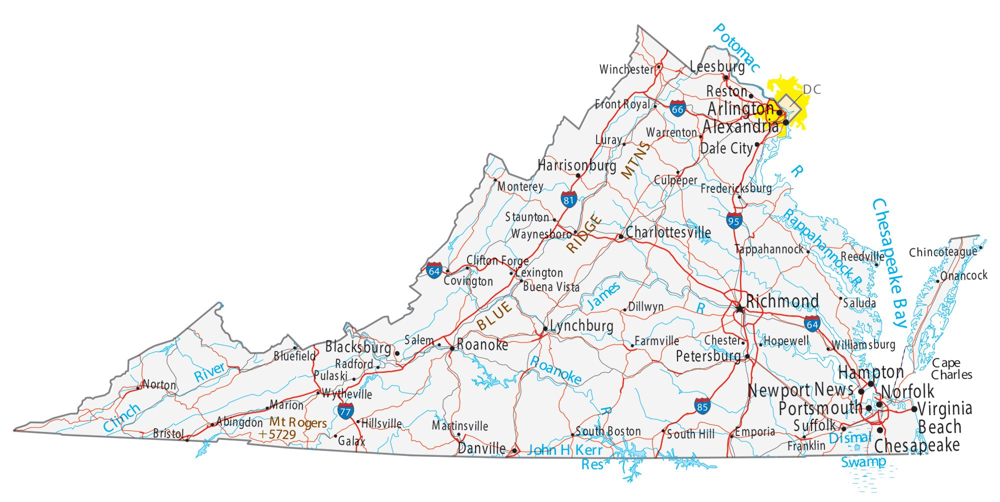 Potomac
Winchester
Leesburg
DC
Reston
Front Royal
66
Arlington
Alexandria
Warrenton
Luray
Dale City
MTNS
Harrisonburg
R
Culpeper
Monterey
Fredericksburg
81
Chesapeake Bay
Staunton
95
Rappahannock R
Waynesboro
RIDGE
Charlottesville
Tappahannock
Reedville
Chincoteague
Clifton Forge
64
Lexington
Covington
Onancock
Buena Vista
James
R
Richmond
Saluda
Dillwyn
BLUE
64
Lynchburg
Salem
Roanoke
Farmville
Chester
Hopewell
Williamsburg
Blacksburg
Bluefield
Petersburg
Radford
Roanoke
Cape
Charles
River
Pulaski
Hampton
Norton
Newport News
Norfolk
Wytheville
Marion
77
85
Portsmouth
Virginia
Beach
Clinch
R
Abingdon
Mt Rogers
+5729
Hillsville
Martinsville
Suffolk
Bristol
South Boston
South Hill
Emporia
Dismal
Swamp
Galax
Franklin
Danville
John H Kerr
Res
Chesapeake